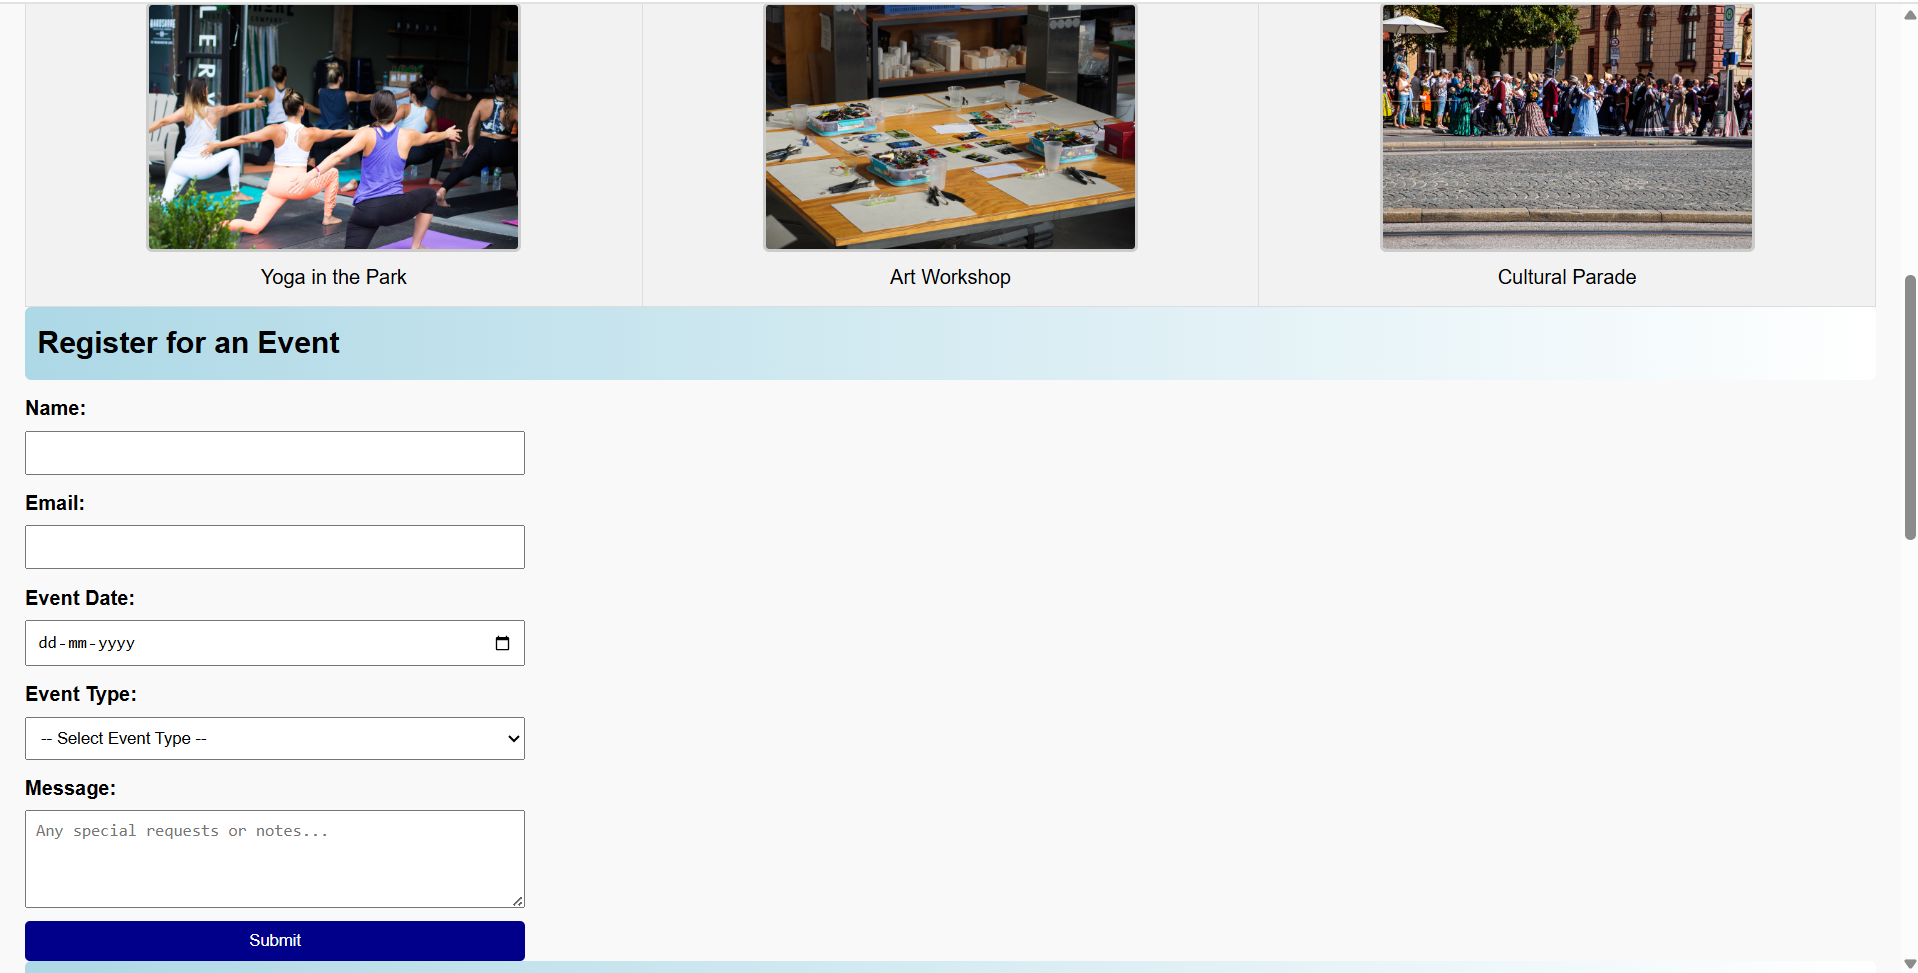 LERY
Yoga in the Park
Art Workshop
Cultural Parade
Register for an Event
Name:
Email:
Event Date:
dd-mm-yyyy
Event Type:
-- Select Event Type --
Message:
Any special requests or notes...
Submit